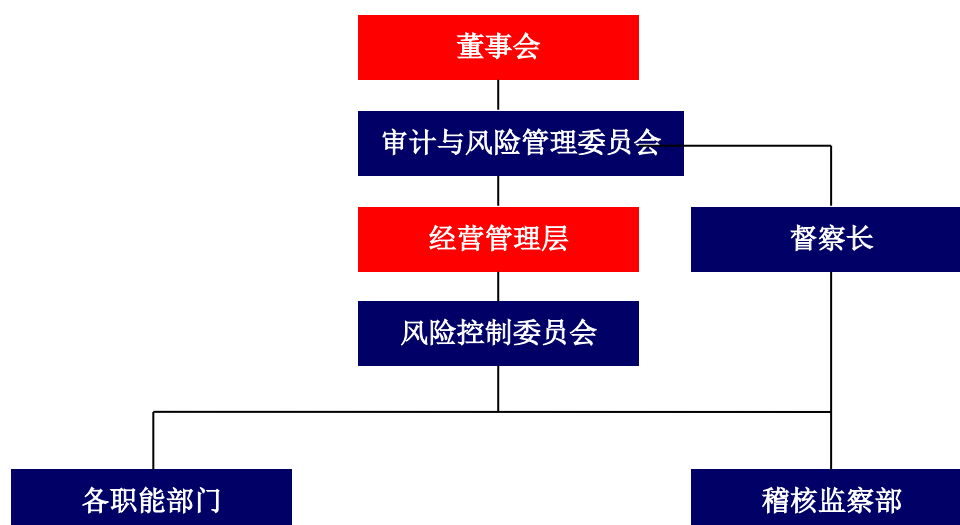 董事会
审计与风险管理委员会
经营管理层
督察长
风险控制委员会
各职能部门
稽核监察部